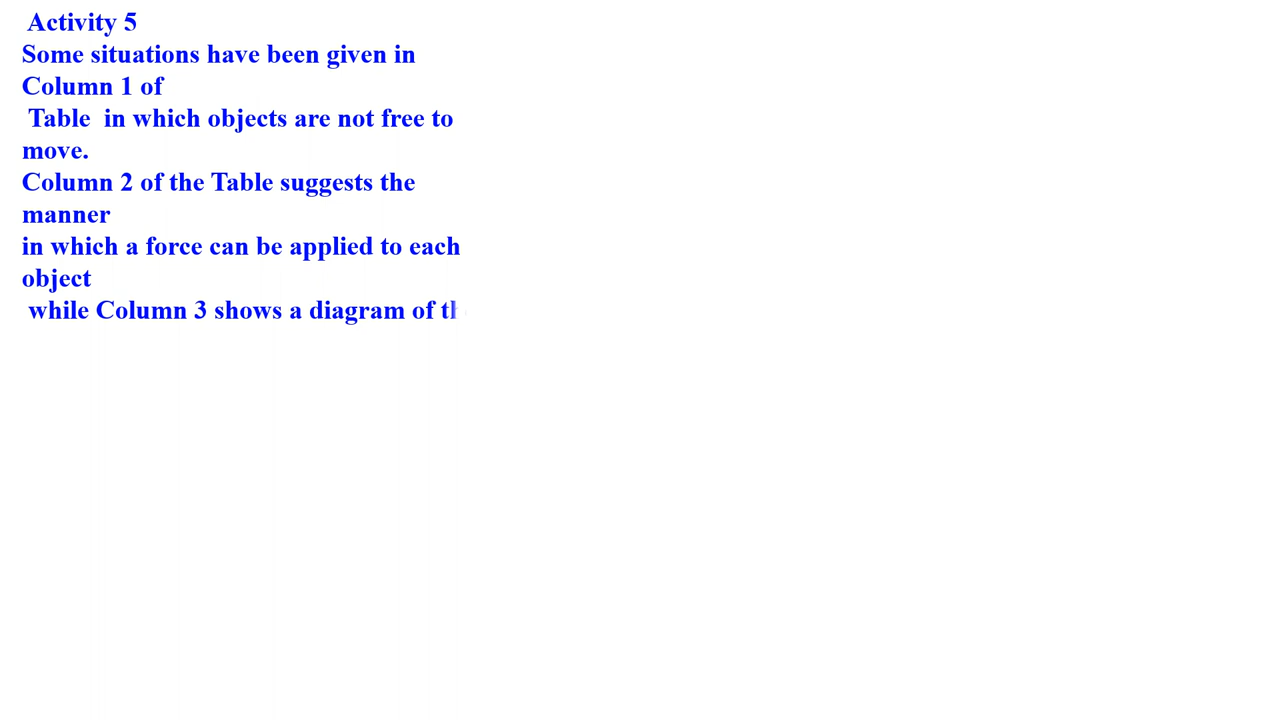 Activity 5
Some situations have been given in
Column 1 of
Table in which objects are not free to
move.
Column 2 of the Table suggests the
manner
in which a force can be applied to each
object
while Column 3 shows a diagram of